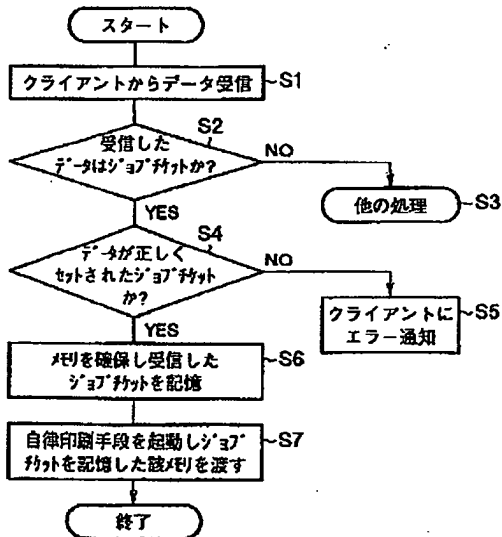 スタート
クライアントからデータ受信
S1
S2
受信した
データはジョブチケットか?
NO
YES
他の処理
S3
S4
データが正しく
セットされたジョブチケット
か?
NO
YES
クライアントに
エラー通知
S5
メモリを確保し受信した
ジョブチケットを記憶
S6
自律印刷手段を起動しジョブ
チケットを記憶した該メモリを渡す
S7
終了